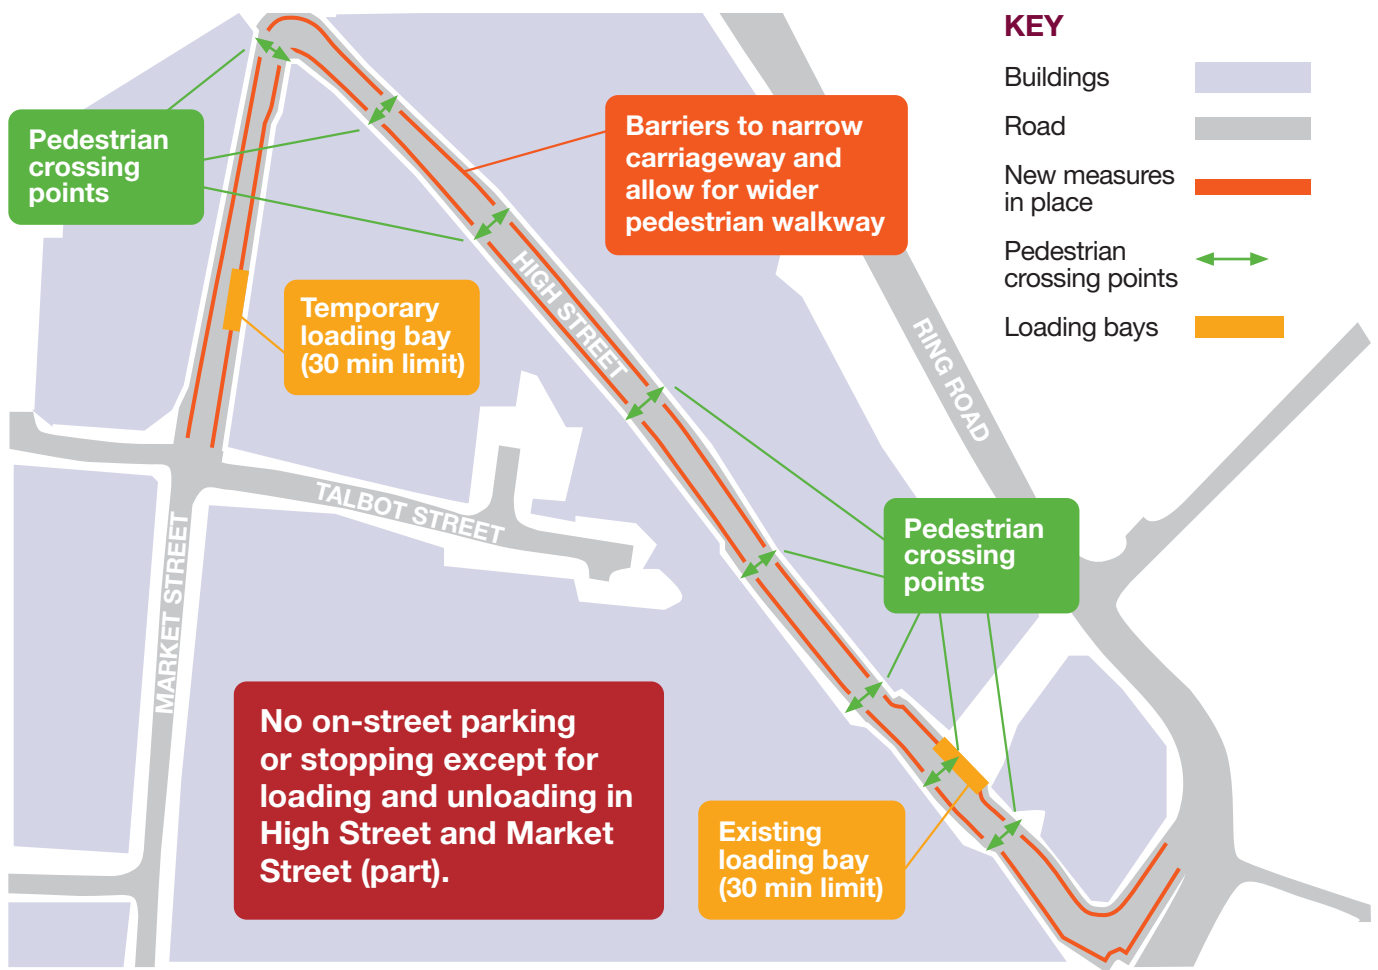 KEY
Buildings
Road
New measures
in place
Pedestrian
crossing points
Loading bays
Pedestrian
crossing
points
Barriers to narrow
carriageway and
allow for wider
pedestrian walkway
Temporary
loading bay
(30 min limit)
HIGH STREET
RING ROAD
TALBOT STREET
MARKET STREET
Pedestrian
crossing
points
No on-street parking
or stopping except for
loading and unloading in
High Street and Market
Street (part).
Existing
loading bay
(30 min limit)